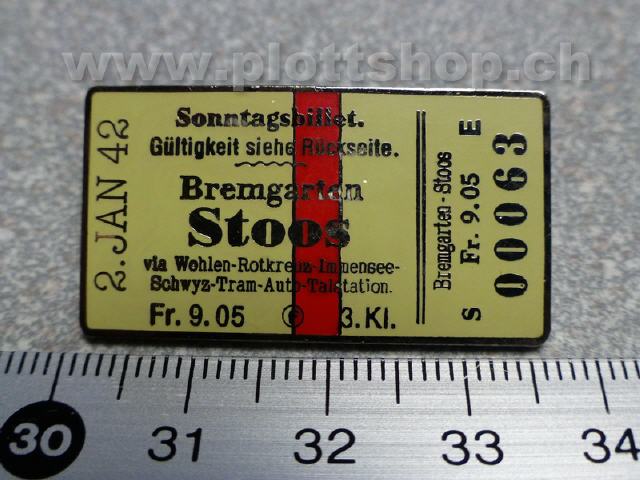 www.plottshop.ch
2. JAN 42
Sonntagsbillet.
Gültigkeit siehe Rückseite.
Bremgarten
Stoos
via Wohlen-Rotkreuz-Immensee-
Schwyz-Tram-Auto-Talstation.
Fr. 9.05 F 3.Kl.
Bremgarten-Stoos
S Fr. 9.05 E
00063
30 31 32 33 34